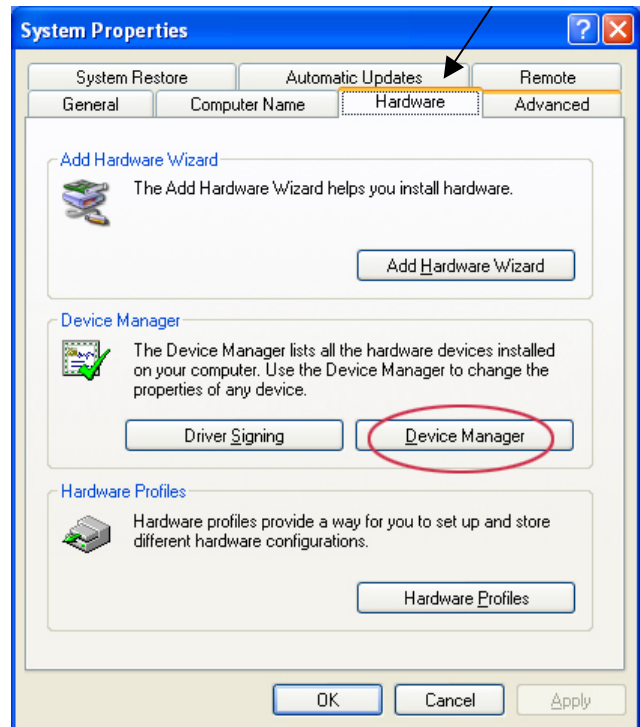 System Properties
System Restore Automatic Updates Remote
General Computer Name Hardware Advanced
Add Hardware Wizard
The Add Hardware Wizard helps you install hardware.
Add Hardware Wizard
Device Manager
The Device Manager lists all the hardware devices installed
on your computer. Use the Device Manager to change the
properties of any device.
Driver Signing Device Manager
Hardware Profiles
Hardware profiles provide a way for you to set up and store
different hardware configurations.
Hardware Profiles
OK Cancel Apply